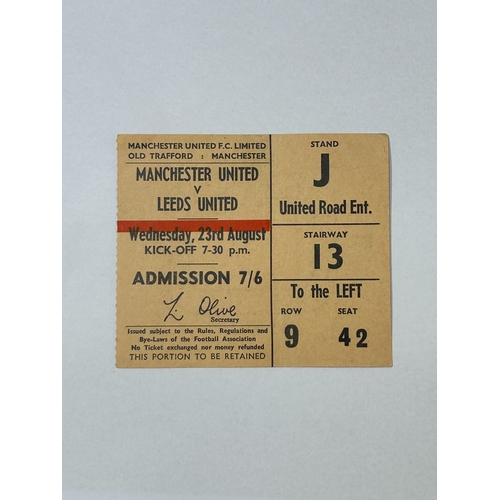 MANCHESTER UNITED F.C. LIMITED
OLD TRAFFORD : MANCHESTER
MANCHESTER UNITED
v
LEEDS UNITED
Wednesday, 23rd August
KICK-OFF 7-30 p.m.
ADMISSION 7/6
L. Olive
Secretary
Issued subject to the Rules, Regulations and
Bye-Laws of the Football Association
No Ticket exchanged nor money refunded
THIS PORTION TO BE RETAINED
STAND
J
United Road Ent.
STAIRWAY
13
To the LEFT
ROW SEAT
9 42